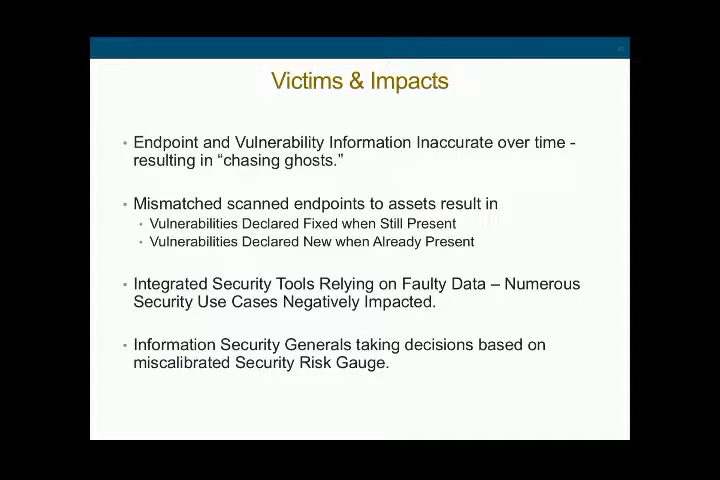 Victims & Impacts
• Endpoint and Vulnerability Information Inaccurate over time -
resulting in “chasing ghosts.”
• Mismatched scanned endpoints to assets result in
• Vulnerabilities Declared Fixed when Still Present
• Vulnerabilities Declared New when Already Present
• Integrated Security Tools Relying on Faulty Data – Numerous
Security Use Cases Negatively Impacted.
• Information Security Generals taking decisions based on
miscalibrated Security Risk Gauge.